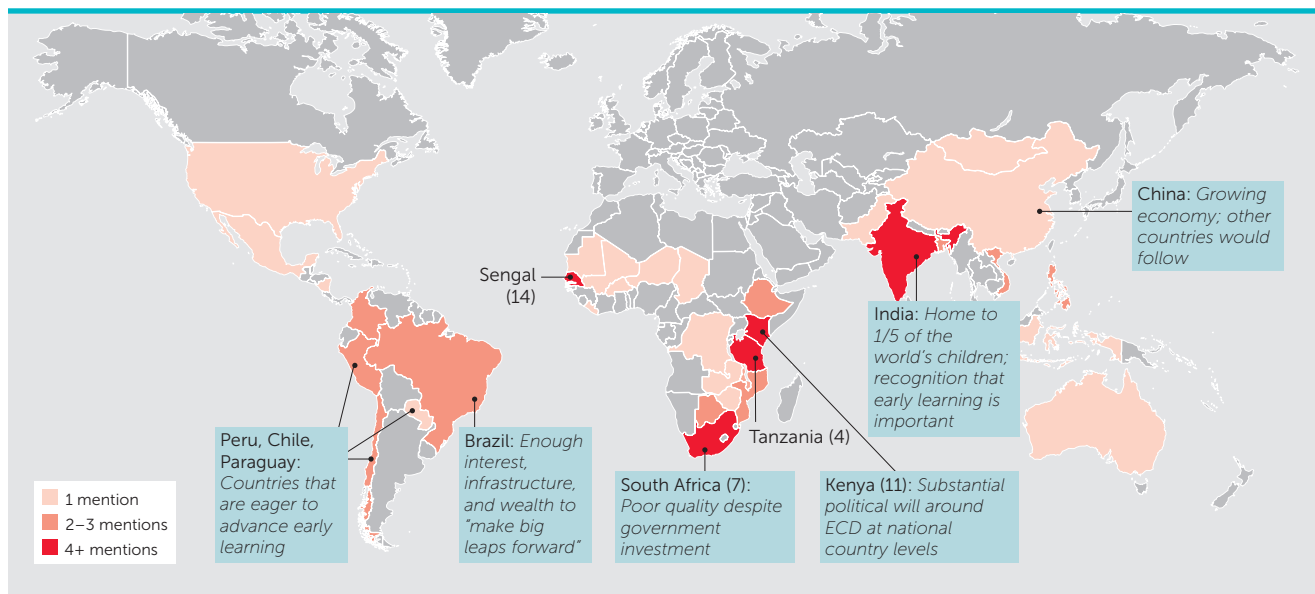 Sengal
(14)
China: Growing
economy; other
countries would
follow
India: Home to
1/5 of the
world's children;
recognition that
early learning is
important
Tanzania (4)
Peru, Chile,
Paraguay:
Countries that
are eager to
advance early
learning
Brazil: Enough
interest,
infrastructure,
and wealth to
"make big
leaps forward"
South Africa (7):
Poor quality despite
government
investment
Kenya (11): Substantial
political will around
ECD at national
country levels
1 mention
2–3 mentions
4+ mentions